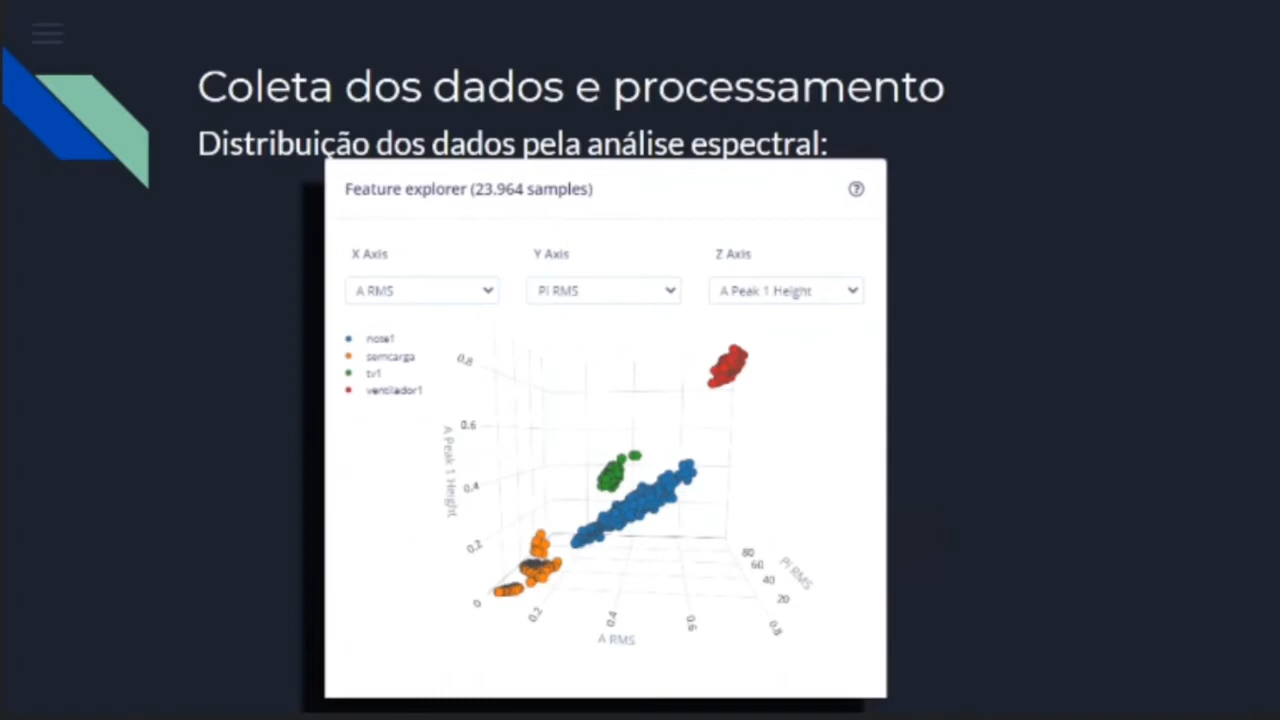 Coleta dos dados e processamento
Distribuição dos dados pela análise espectral:
Feature explorer (23.964 samples)
X Axis Y Axis Z Axis
A RMS PI RMS A Peak 1 Height
note1
semcarga
tv1
ventilador1
0,8
0.6
0.4
0.2
0
A Peak 1 Height
0.2 0.4 0.6 0.8
A RMS
80
60
40
20
PI RMS